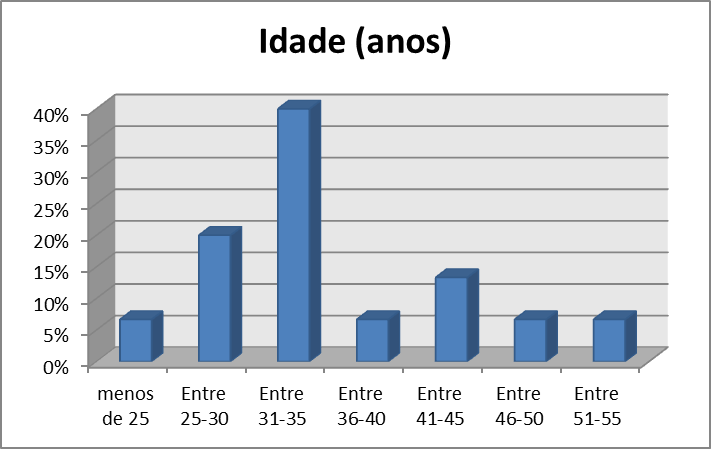 Idade (anos)
40%
35%
30%
25%
20%
15%
10%
5%
0%
menos
de 25
Entre
25-30
Entre
31-35
Entre
36-40
Entre
41-45
Entre
46-50
Entre
51-55